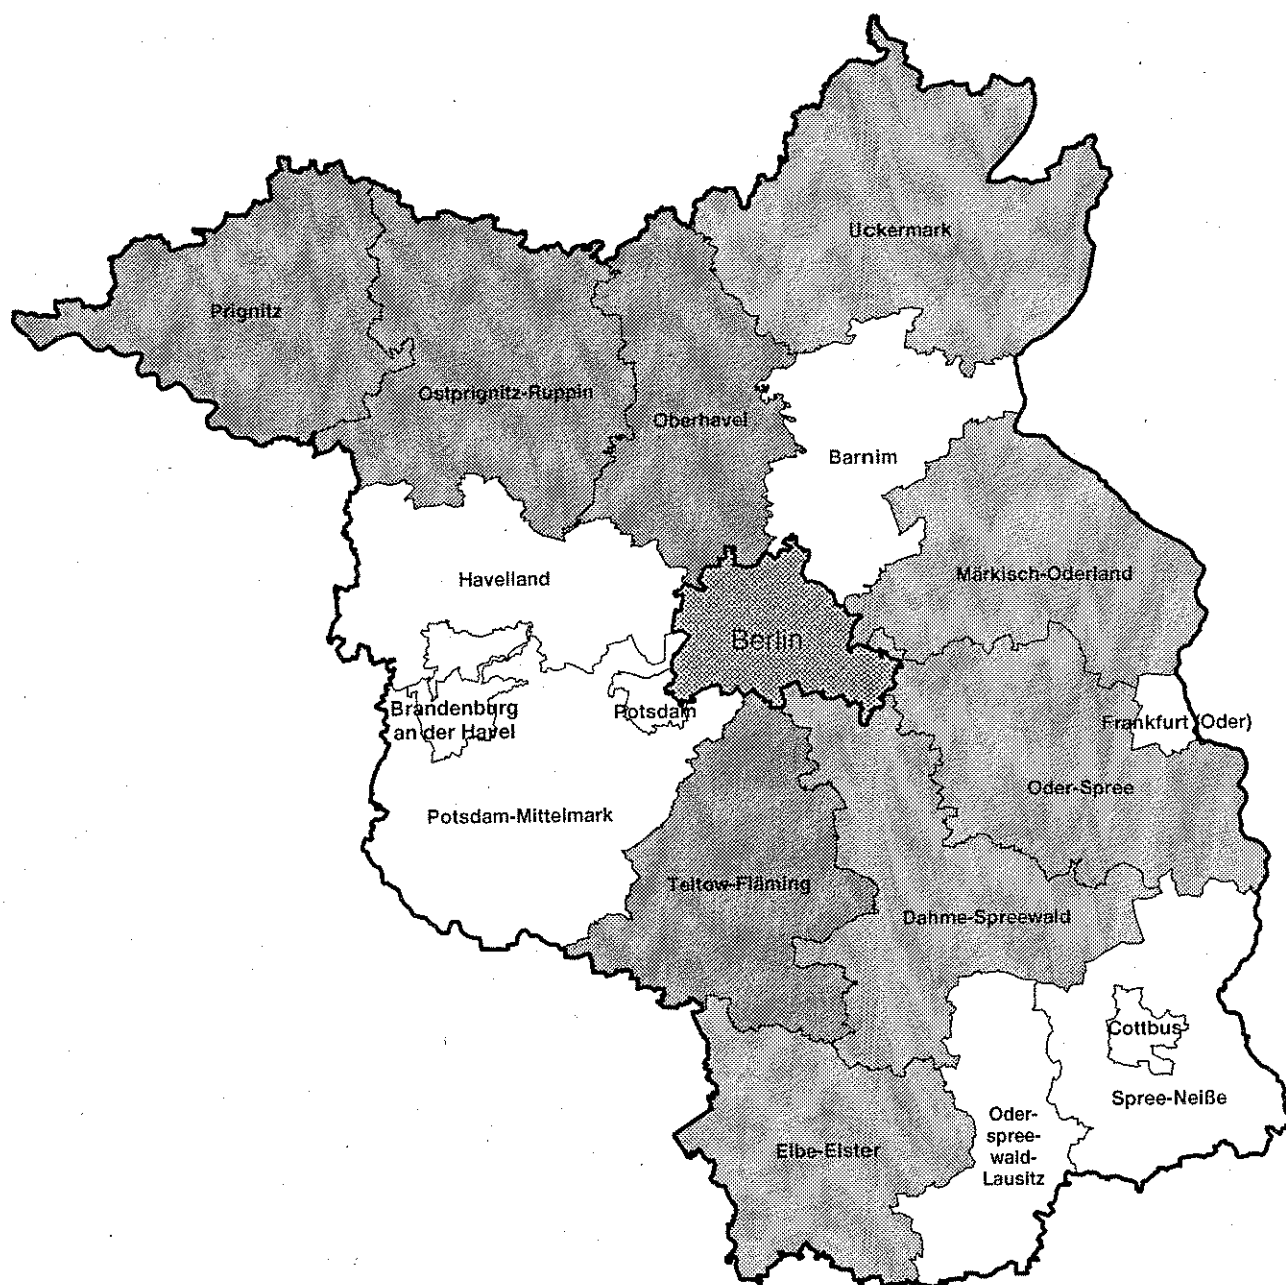 Uckermark
Prignitz
Ostprignitz-Ruppin
Oberhavel
Barnim
Havelland
Märkisch-Oderland
Berlin
Brandenburg
an der Havel
Potsdam
Frankfurt (Oder)
Oder-Spree
Potsdam-Mittelmark
Teltow-Fläming
Dahme-Spreewald
Cottbus
Spree-Neiße
Oder-
spree-
wald-
Lausitz
Elbe-Elster